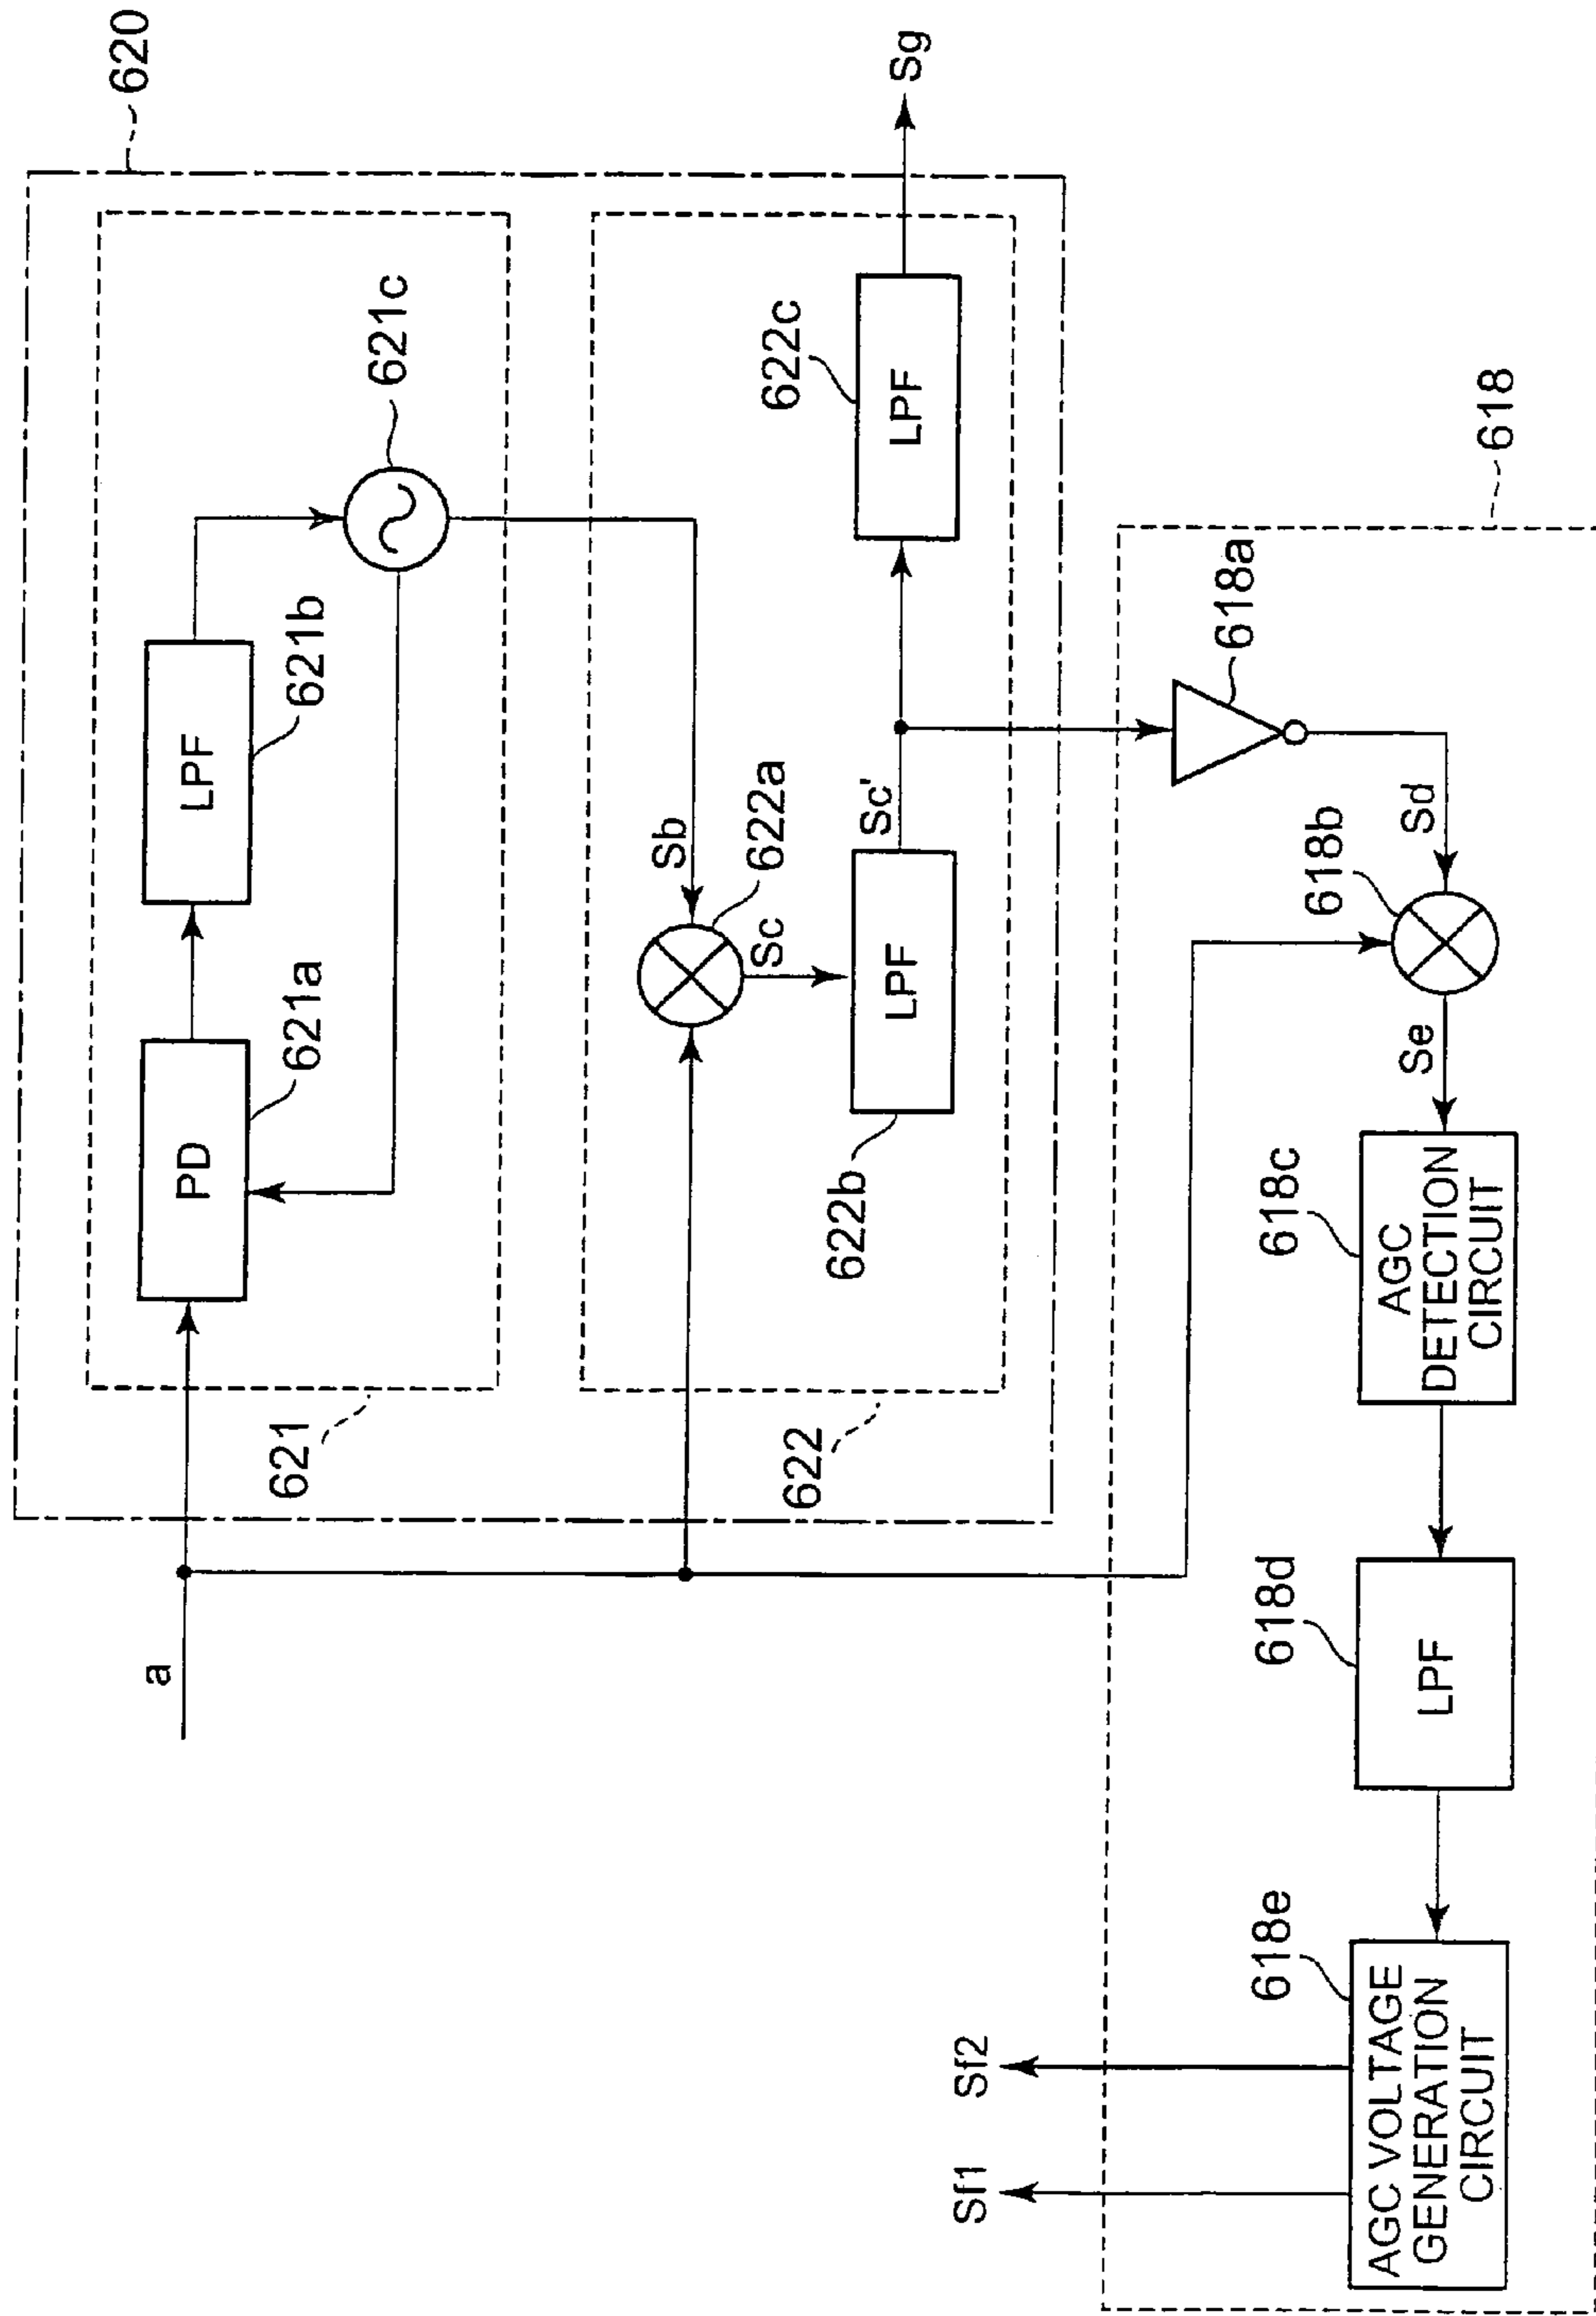 620
621c
LPF
621b
PD
621a
621
a
Sg
LPF
622c
Sb
622a
Sc
Sc'
LPF
622b
622
618
618a
Sd
618b
Se
AGC
DETECTION
CIRCUIT
618c
LPF
618d
AGC VOLTAGE
GENERATION
CIRCUIT
618e
Sf2
Sf1